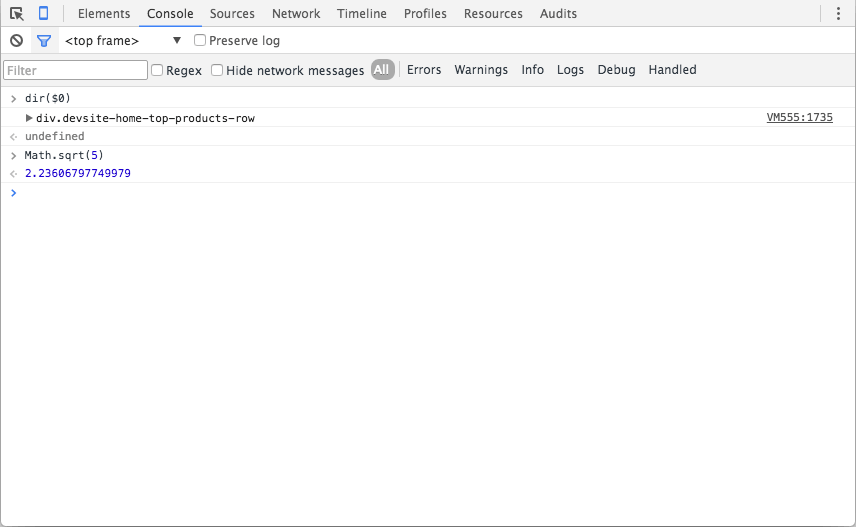 Elements Console Sources Network Timeline Profiles Resources Audits
<top frame> Preserve log
Filter Regex Hide network messages All Errors Warnings Info Logs Debug Handled
dir($0)
div.devsite-home-top-products-row VM555:1735
undefined
Math.sqrt(5)
2.23606797749979